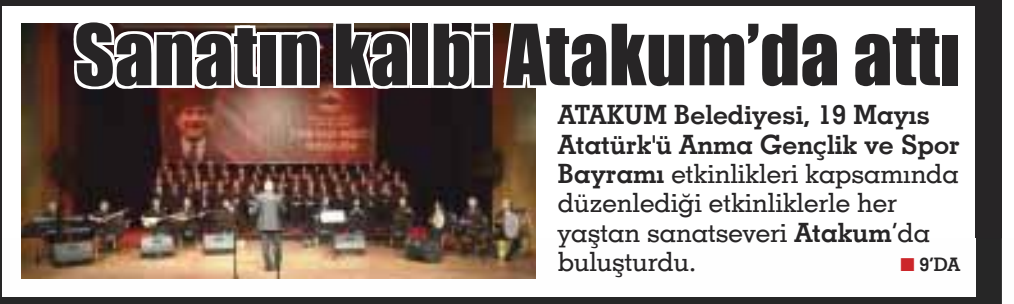 Sanatın kalbi Atakum’da attı
ATAKUM Belediyesi, 19 Mayıs
Atatürk'ü Anma Gençlik ve Spor
Bayramı etkinlikleri kapsamında
düzenlediği etkinliklerle her
yaştan sanatseveri Atakum’da
buluşturdu.
■ 9’DA